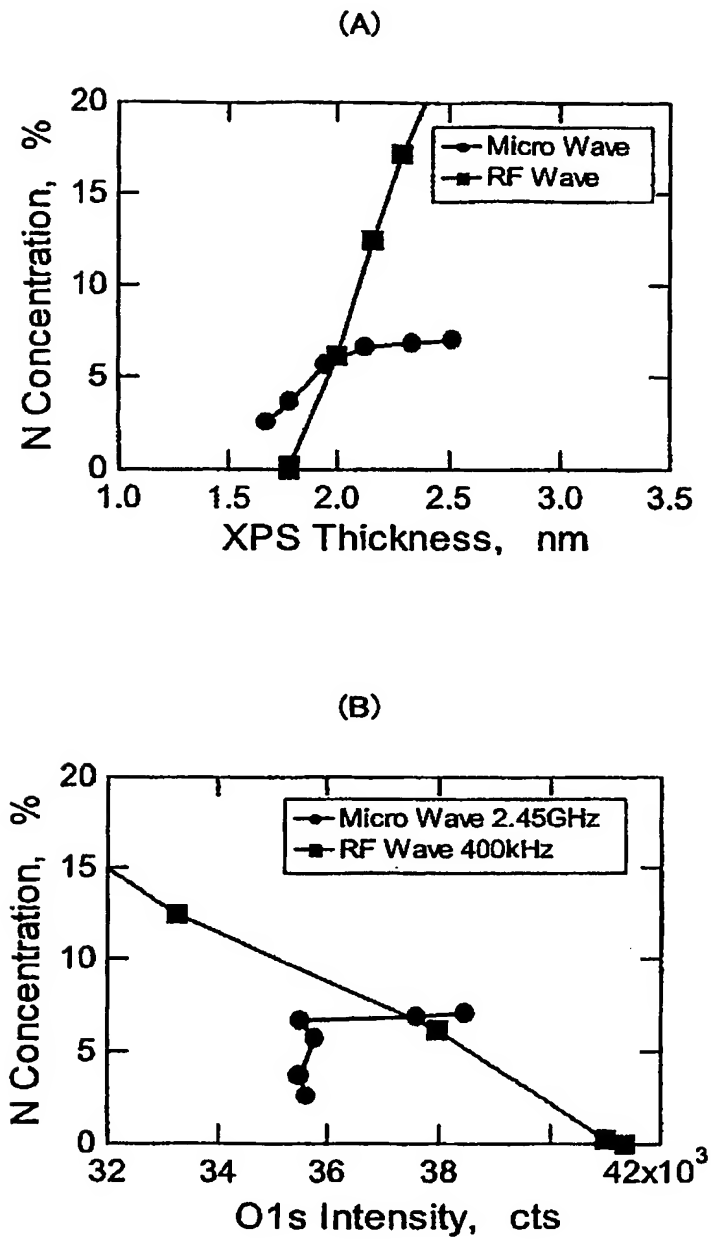 (A)
20
15
10
5
0
N Concentration, %
Micro Wave
RF Wave
1.0 1.5 2.0 2.5 3.0 3.5
XPS Thickness, nm
(B)
20
15
10
5
0
N Concentration, %
Micro Wave 2.45GHz
RF Wave 400kHz
32 34 36 38 42x10³
O1s Intensity, cts